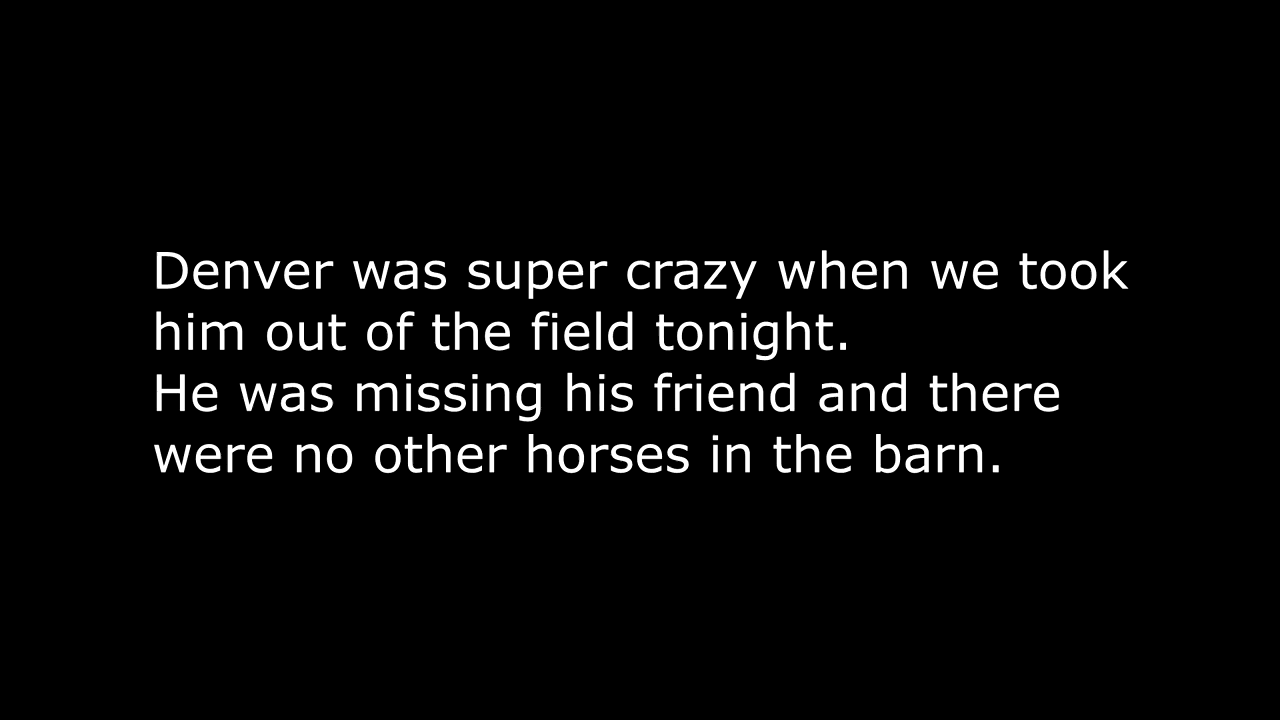 Denver was super crazy when we took
him out of the field tonight.
He was missing his friend and there
were no other horses in the barn.